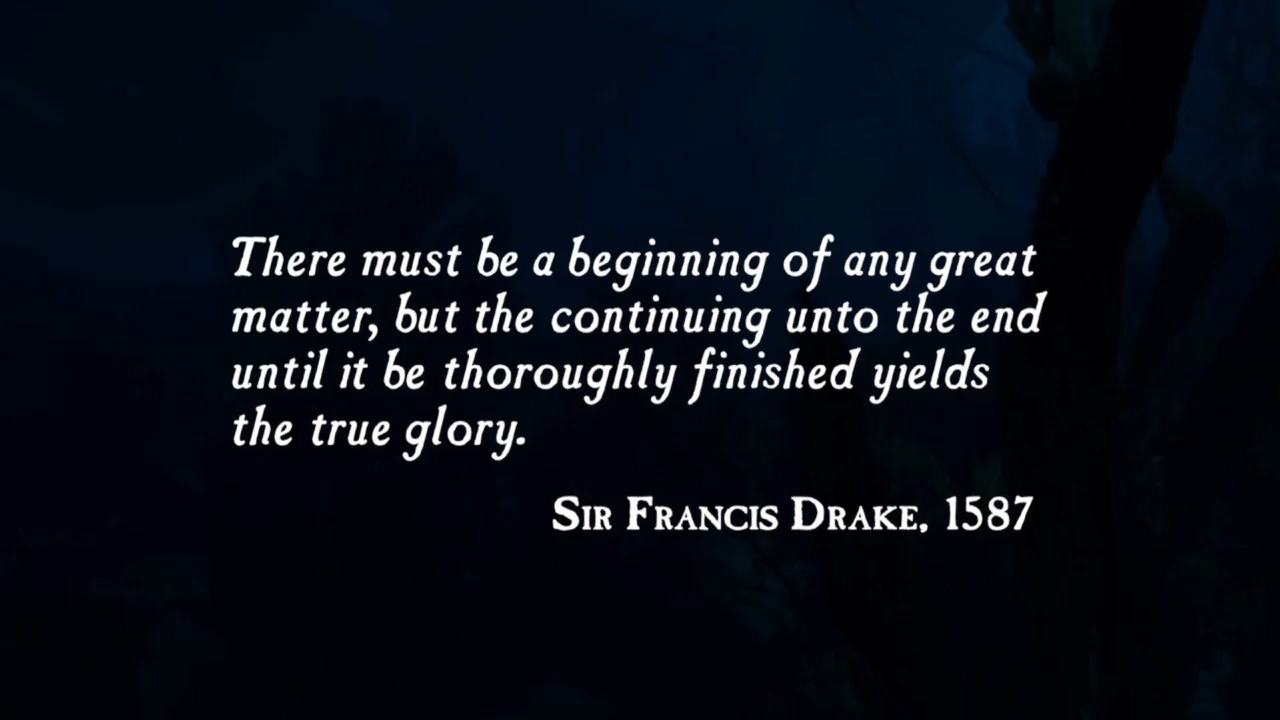 There must be a beginning of any great
matter, but the continuing unto the end
until it be thoroughly finished yields
the true glory.
Sir Francis Drake, 1587